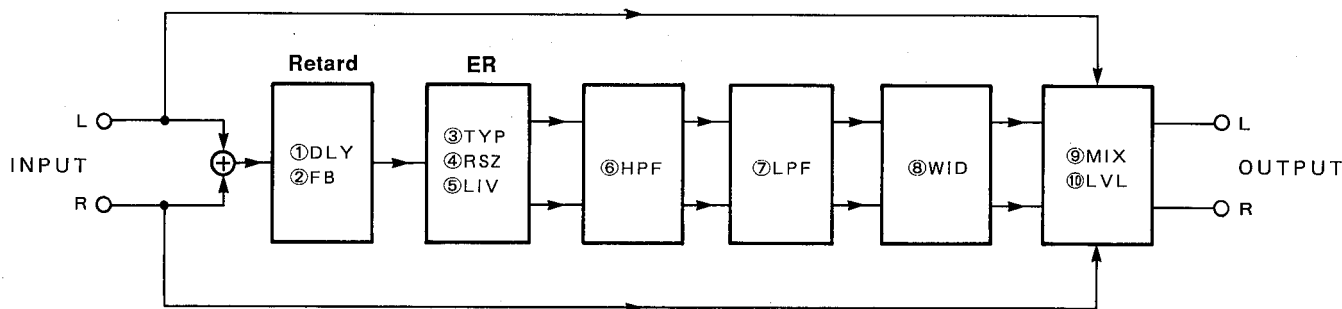 Retard
ER
L
INPUT
R
①DLY
②FB
③TYP
④RSZ
⑤LIV
⑥HPF
⑦LPF
⑧WID
⑨MIX
⑩LVL
L
OUTPUT
R